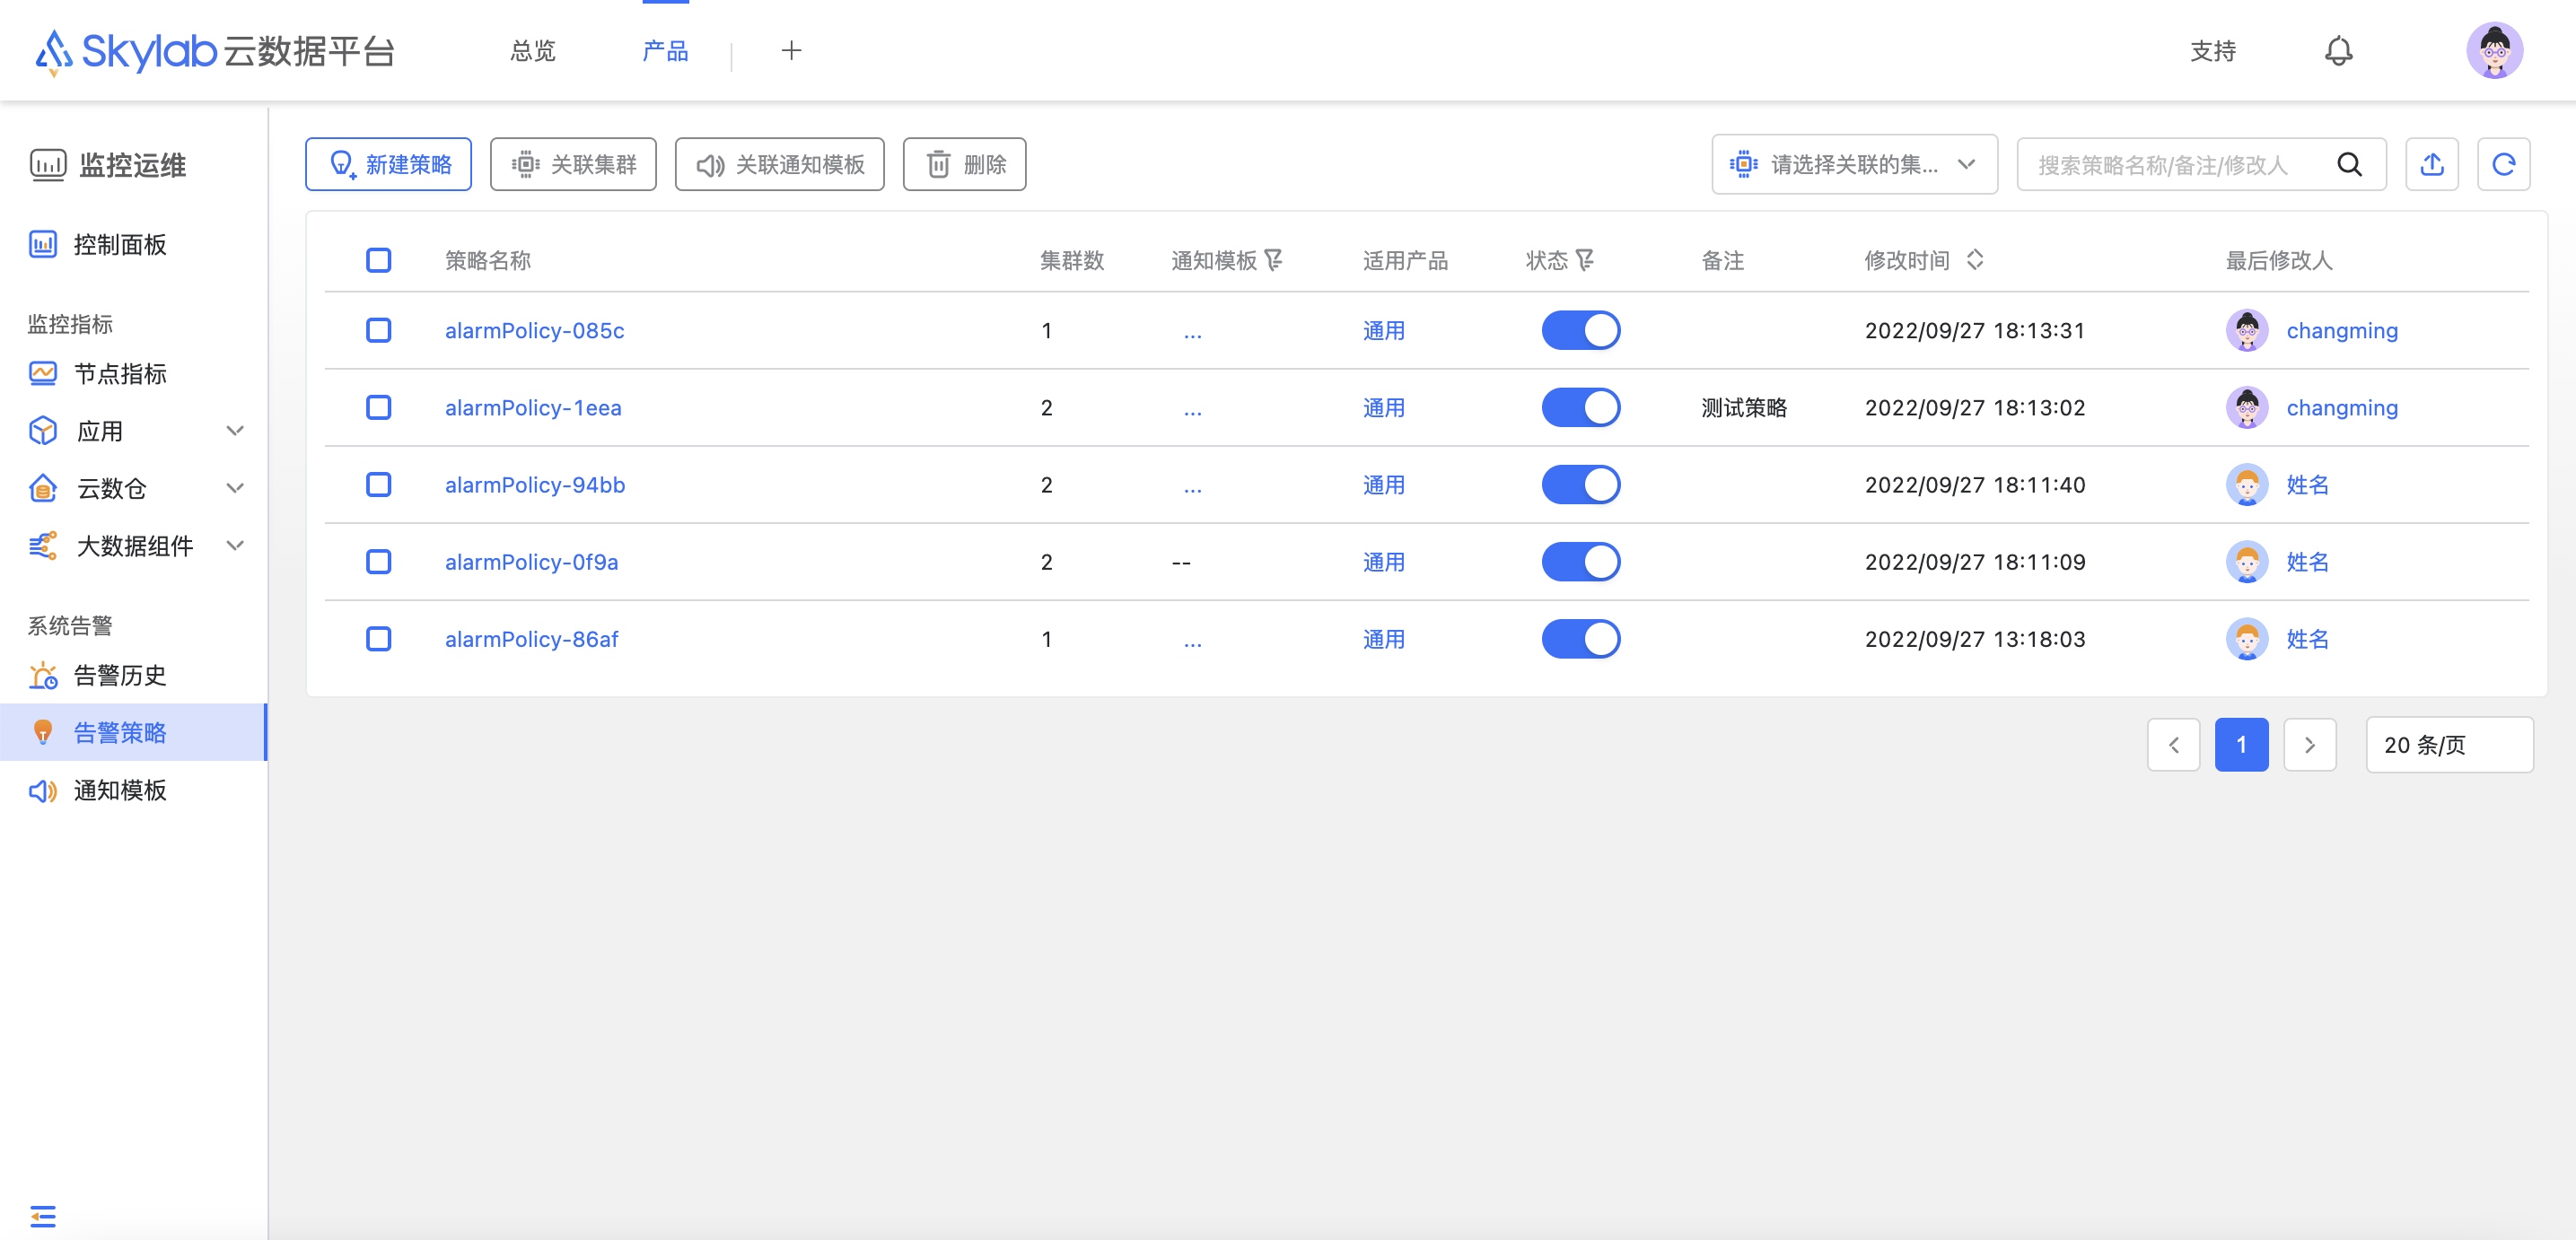 Skylab 云数据平台 总览 产品 支持
监控运维
控制面板
监控指标
节点指标
应用
云数仓
大数据组件
系统告警
告警历史
告警策略
通知模板
新建策略 关联集群 关联通知模板 删除 请选择关联的集... 搜索策略名称/备注/修改人
策略名称 集群数 通知模板 适用产品 状态 备注 修改时间 最后修改人
alarmPolicy-085c 1 ... 通用 2022/09/27 18:13:31 changming
alarmPolicy-1eea 2 ... 通用 测试策略 2022/09/27 18:13:02 changming
alarmPolicy-94bb 2 ... 通用 2022/09/27 18:11:40 姓名
alarmPolicy-0f9a 2 -- 通用 2022/09/27 18:11:09 姓名
alarmPolicy-86af 1 ... 通用 2022/09/27 13:18:03 姓名
1 20 条/页